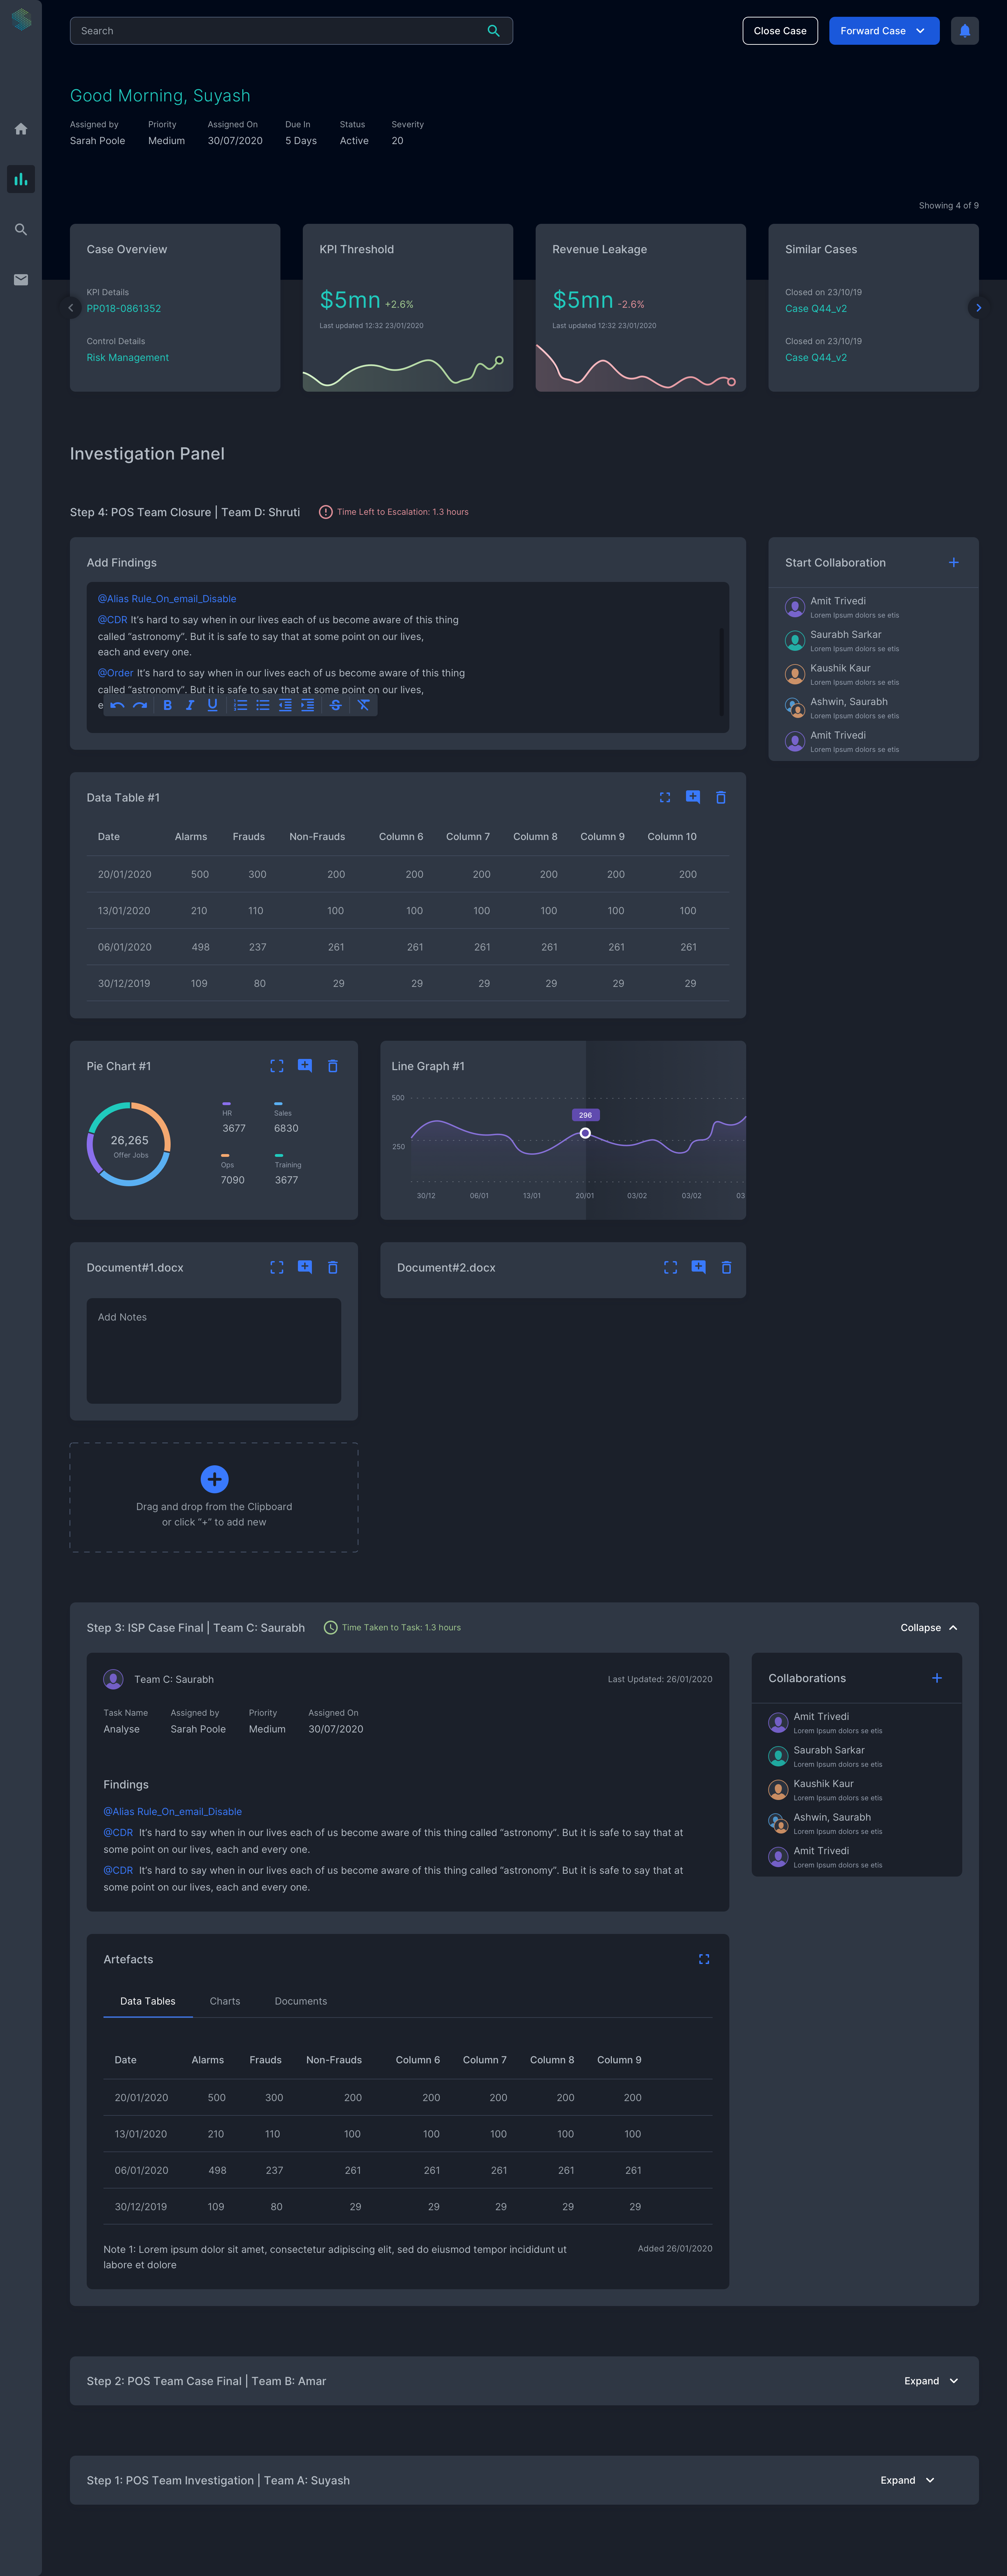 Search
Close Case
Forward Case
Good Morning, Suyash
Assigned by Priority Assigned On Due In Status Severity
Sarah Poole Medium 30/07/2020 5 Days Active 20
Showing 4 of 9
Case Overview
KPI Details
PP018-0861352
Control Details
Risk Management
KPI Threshold
$5mn +2.6%
Last updated 12:32 23/01/2020
Revenue Leakage
$5mn -2.6%
Last updated 12:32 23/01/2020
Similar Cases
Closed on 23/10/19
Case Q44_v2
Closed on 23/10/19
Case Q44_v2
Investigation Panel
Step 4: POS Team Closure | Team D: Shruti
Time Left to Escalation: 1.3 hours
Add Findings
@Alias Rule_On_email_Disable
@CDR It's hard to say when in our lives each of us become aware of this thing
called “astronomy”. But it is safe to say that at some point on our lives,
each and every one.
@Order It's hard to say when in our lives each of us become aware of this thing
called “astronomy”. But it is safe to say that at some point on our lives,
B I U S
Start Collaboration
Amit Trivedi
Lorem Ipsum dolors se etis
Saurabh Sarkar
Lorem Ipsum dolors se etis
Kaushik Kaur
Lorem Ipsum dolors se etis
Ashwin, Saurabh
Lorem Ipsum dolors se etis
Amit Trivedi
Lorem Ipsum dolors se etis
Data Table #1
Date Alarms Frauds Non-Frauds Column 6 Column 7 Column 8 Column 9 Column 10
20/01/2020 500 300 200 200 200 200 200 200
13/01/2020 210 110 100 100 100 100 100 100
06/01/2020 498 237 261 261 261 261 261 261
30/12/2019 109 80 29 29 29 29 29 29
Pie Chart #1
26,265
Offer Jobs
HR
3677
Sales
6830
Ops
7090
Training
3677
Line Graph #1
500
296
250
30/12 06/01 13/01 20/01 03/02 03/02 03
Document#1.docx
Add Notes
Document#2.docx
Drag and drop from the Clipboard
or click “+” to add new
Step 3: ISP Case Final | Team C: Saurabh
Time Taken to Task: 1.3 hours
Collapse
Team C: Saurabh
Last Updated: 26/01/2020
Task Name Assigned by Priority Assigned On
Analyse Sarah Poole Medium 30/07/2020
Findings
@Alias Rule_On_email_Disable
@CDR It's hard to say when in our lives each of us become aware of this thing called “astronomy”. But it is safe to say that at
some point on our lives, each and every one.
@CDR It's hard to say when in our lives each of us become aware of this thing called “astronomy”. But it is safe to say that at
some point on our lives, each and every one.
Collaborations
Amit Trivedi
Lorem Ipsum dolors se etis
Saurabh Sarkar
Lorem Ipsum dolors se etis
Kaushik Kaur
Lorem Ipsum dolors se etis
Ashwin, Saurabh
Lorem Ipsum dolors se etis
Amit Trivedi
Lorem Ipsum dolors se etis
Artefacts
Data Tables Charts Documents
Date Alarms Frauds Non-Frauds Column 6 Column 7 Column 8 Column 9
20/01/2020 500 300 200 200 200 200 200
13/01/2020 210 110 100 100 100 100 100
06/01/2020 498 237 261 261 261 261 261
30/12/2019 109 80 29 29 29 29 29
Note 1: Lorem ipsum dolor sit amet, consectetur adipiscing elit, sed do eiusmod tempor incididunt ut
labore et dolore
Added 26/01/2020
Step 2: POS Team Case Final | Team B: Amar
Expand
Step 1: POS Team Investigation | Team A: Suyash
Expand